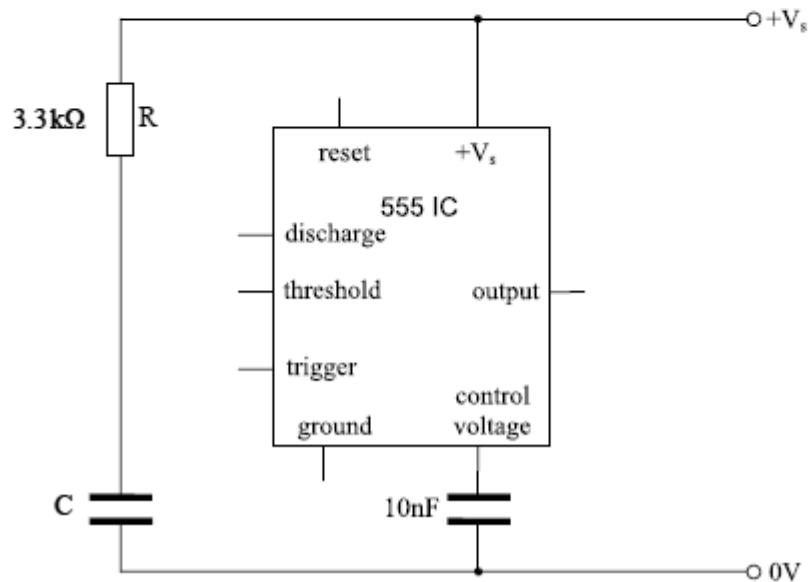 +Vs
3.3kΩ R
reset +Vs
555 IC
discharge
threshold output
trigger
control
ground voltage
C 10nF
0V